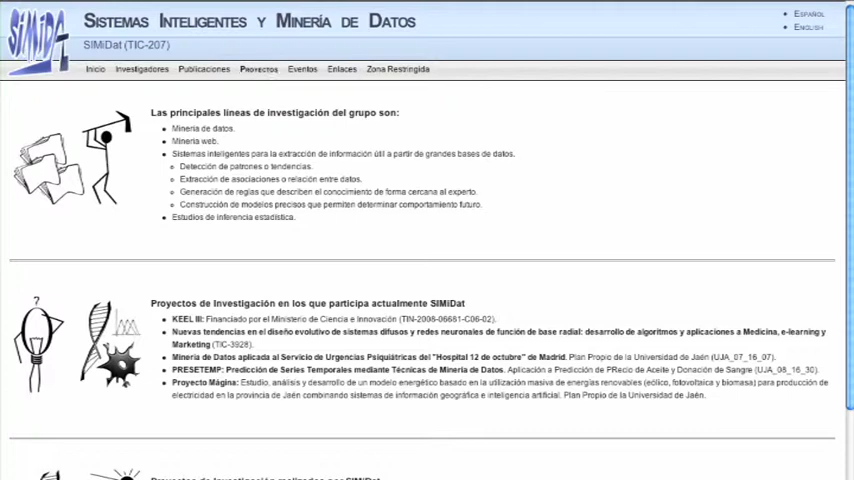 SIMiDA
Sistemas Inteligentes y Minería de Datos
Español
English
SIMiDat (TIC-207)
Inicio Investigadores Publicaciones Proyectos Eventos Enlaces Zona Restringida
Las principales líneas de investigación del grupo son:
Minería de datos.
Minería web.
Sistemas inteligentes para la extracción de información útil a partir de grandes bases de datos.
Detección de patrones o tendencias.
Extracción de asociaciones o relación entre datos.
Generación de reglas que describen el conocimiento de forma cercana al experto.
Construcción de modelos precisos que permiten determinar comportamiento futuro.
Estudios de inferencia estadística.
?
Proyectos de Investigación en los que participa actualmente SIMiDat
KEEL III: Financiado por el Ministerio de Ciencia e Innovación (TIN-2008-06681-C06-02).
Nuevas tendencias en el diseño evolutivo de sistemas difusos y redes neuronales de función de base radial: desarrollo de algoritmos y aplicaciones a Medicina, e-learning y
Marketing (TIC-3928).
Minería de Datos aplicada al Servicio de Urgencias Psiquiátricas del "Hospital 12 de octubre" de Madrid. Plan Propio de la Universidad de Jaén (UJA_07_16_07).
PRESETEMP: Predicción de Series Temporales mediante Técnicas de Minería de Datos. Aplicación a Predicción de PRecio de Aceite y Donación de Sangre (UJA_08_16_30).
Proyecto Mágina: Estudio, análisis y desarrollo de un modelo energético basado en la utilización masiva de energías renovables (eólico, fotovoltaica y biomasa) para producción de
electricidad en la provincia de Jaén combinando sistemas de información geográfica e inteligencia artificial. Plan Propio de la Universidad de Jaén.
Proyectos de Investigación realizados por SIMiDat